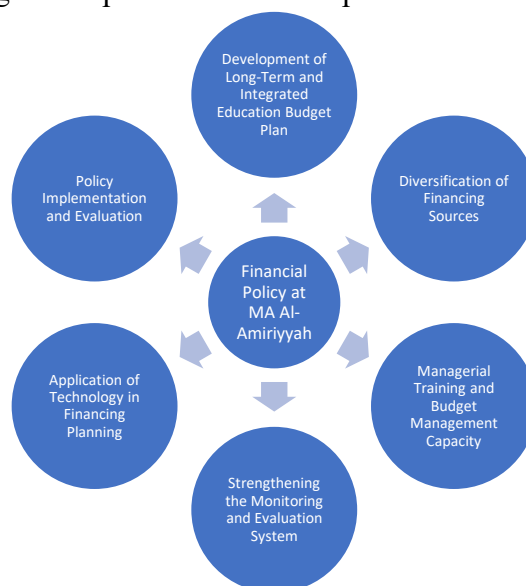 Development of
Long-Term and
Integrated
Education Budget
Plan
Policy
Implementation
and Evaluation
Diversification of
Financing
Sources
Financial
Policy at
MA Al-
Amiriyyah
Application of
Technology in
Financing
Planning
Managerial
Training and
Budget
Management
Capacity
Strengthening
the Monitoring
and Evaluation
System